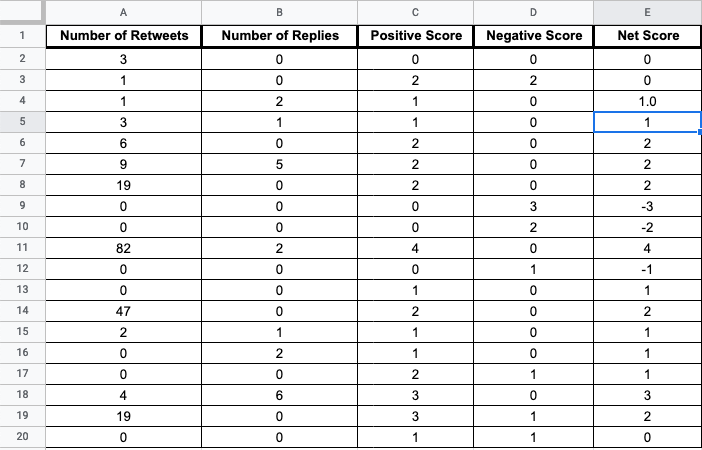 A B C D E
1 Number of Retweets Number of Replies Positive Score Negative Score Net Score
2 3 0 0 0 0
3 1 0 2 2 0
4 1 2 1 0 1.0
5 3 1 1 0 1
6 6 0 2 0 2
7 9 5 2 0 2
8 19 0 2 0 2
9 0 0 0 3 -3
10 0 0 0 2 -2
11 82 2 4 0 4
12 0 0 0 1 -1
13 0 0 1 0 1
14 47 0 2 0 2
15 2 1 1 0 1
16 0 2 1 0 1
17 0 0 2 1 1
18 4 6 3 0 3
19 19 0 3 1 2
20 0 0 1 1 0